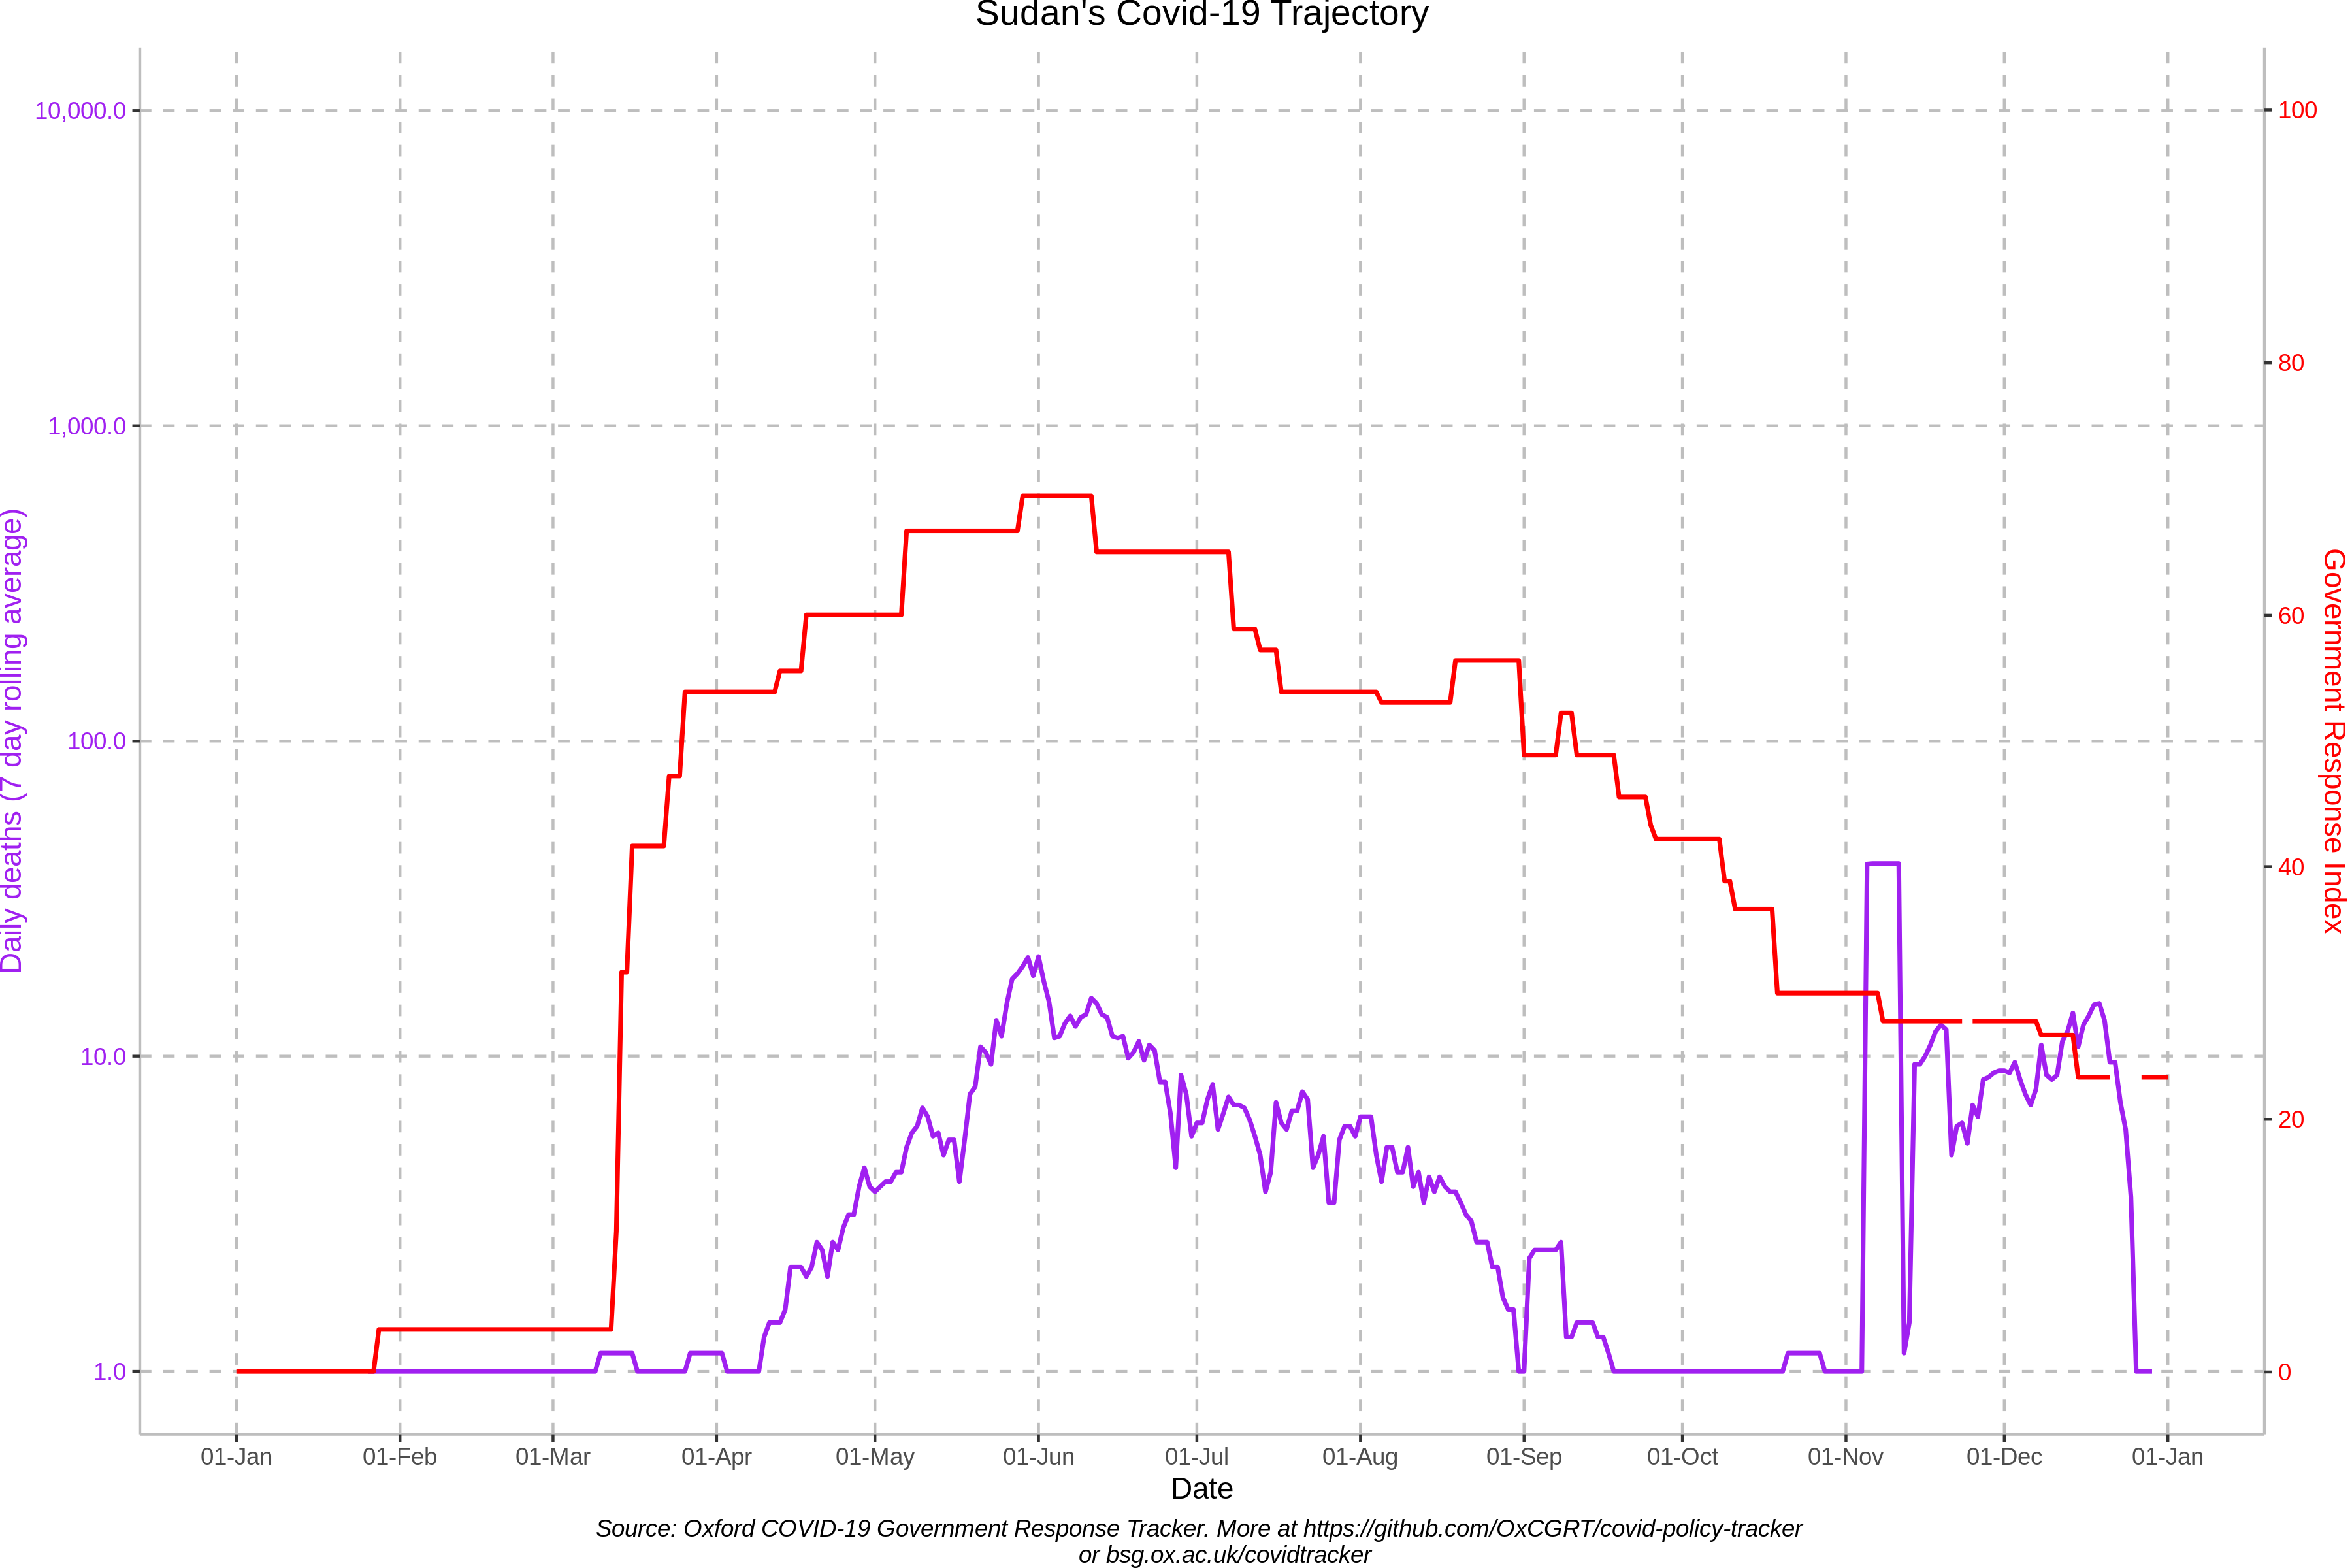 Sudan's Covid-19 Trajectory
10,000.0
1,000.0
100.0
10.0
1.0
Daily deaths (7 day rolling average)
100
80
60
40
20
0
Government Response Index
01-Jan 01-Feb 01-Mar 01-Apr 01-May 01-Jun 01-Jul 01-Aug 01-Sep 01-Oct 01-Nov 01-Dec 01-Jan
Date
Source: Oxford COVID-19 Government Response Tracker. More at https://github.com/OxCGRT/covid-policy-tracker
or bsg.ox.ac.uk/covidtracker